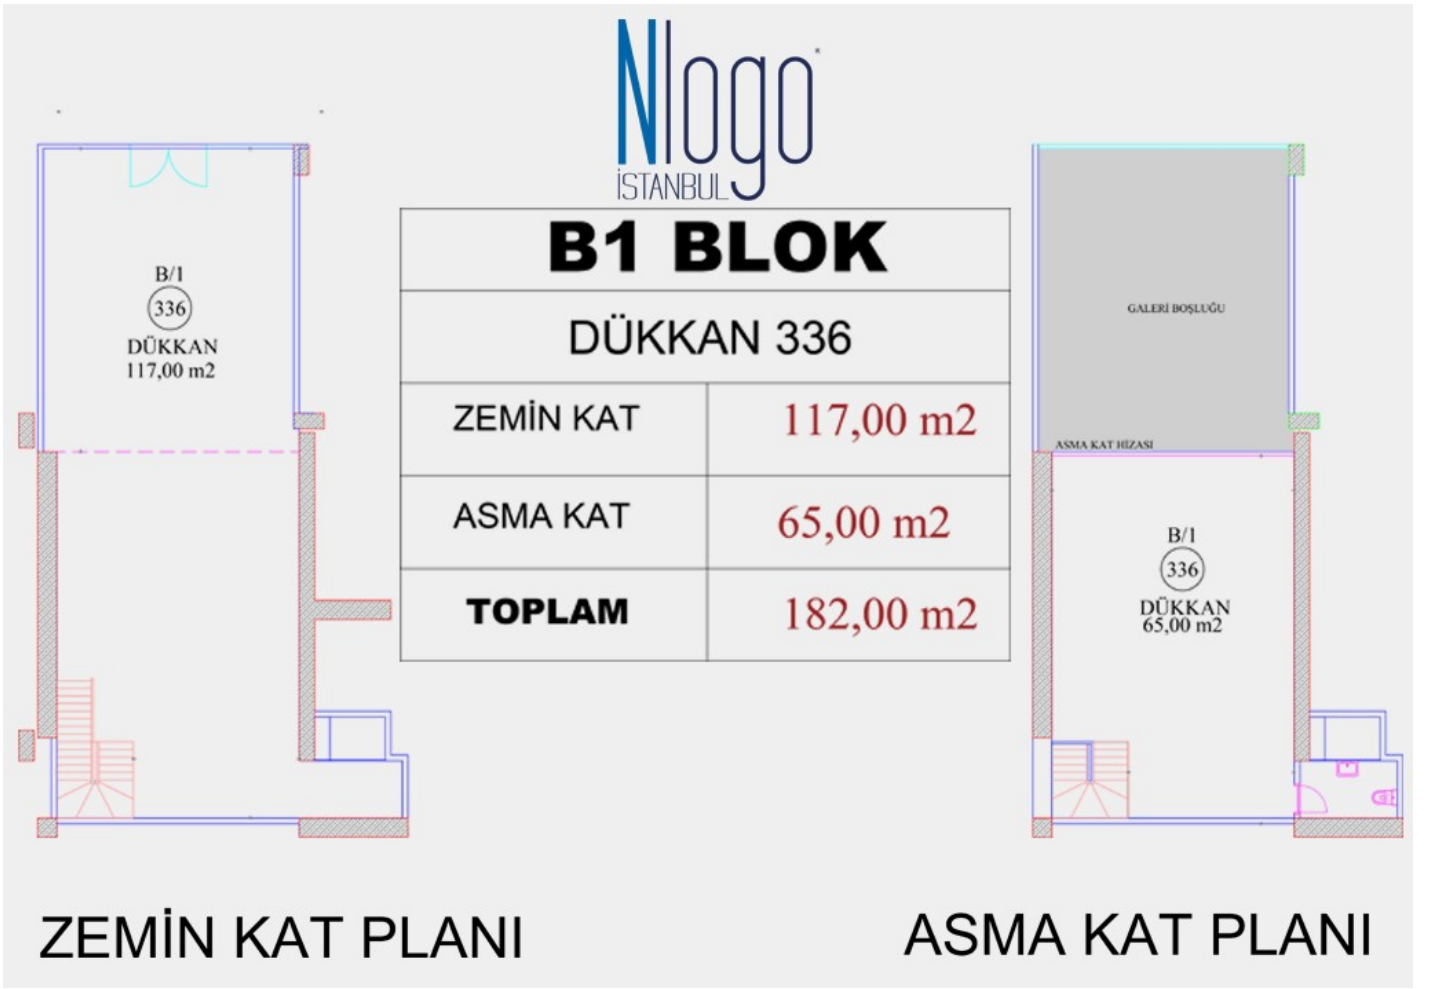 Nlogo
İSTANBUL
B1 BLOK
DÜKKAN 336
ZEMİN KAT 117,00 m2
ASMA KAT 65,00 m2
TOPLAM 182,00 m2
B/1
336
DÜKKAN
117,00 m2
ZEMİN KAT PLANI
GALERİ BOŞLUĞU
ASMA KAT HİZASI
B/1
336
DÜKKAN
65,00 m2
ASMA KAT PLANI